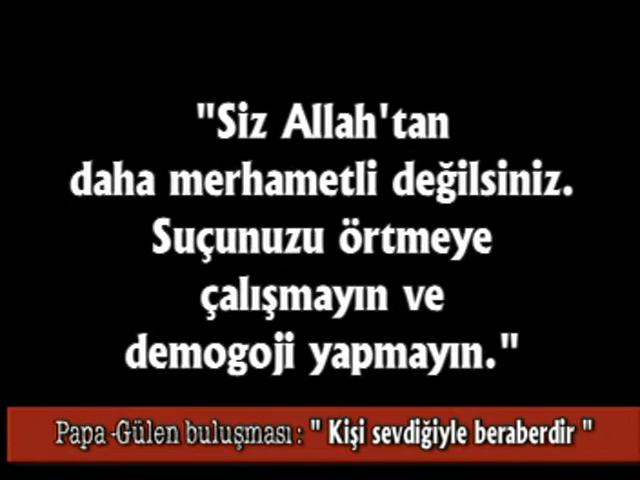 "Siz Allah'tan
daha merhametli değilsiniz.
Suçunuzu örtmeye
çalışmayın ve
demogoji yapmayın."
Papa -Gülen buluşması : " Kişi sevdiğiyle beraberdir "